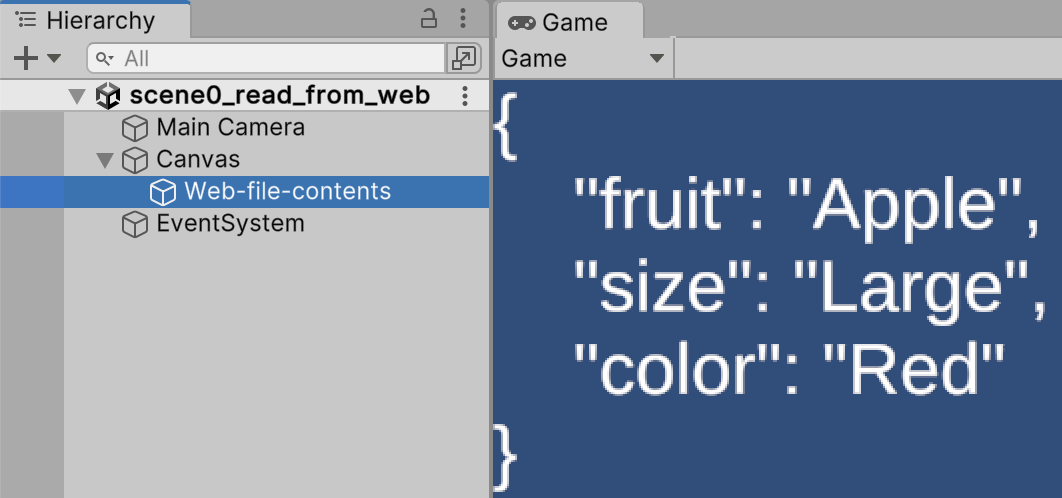 Hierarchy
All
scene0_read_from_web
Main Camera
Canvas
Web-file-contents
EventSystem
Game
Game
{
"fruit": "Apple",
"size": "Large",
"color": "Red"
}